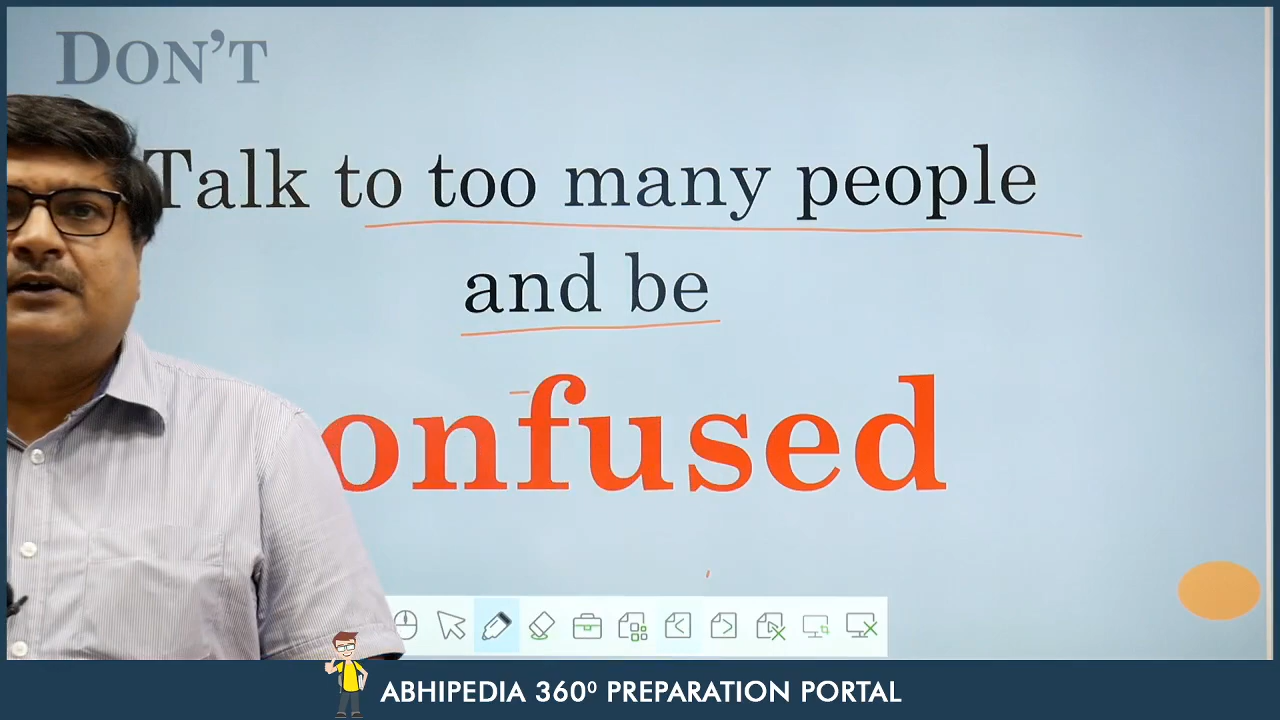 DON'T
Talk to too many people
and be
onfused
ABHIPEDIA 360⁰ PREPARATION PORTAL